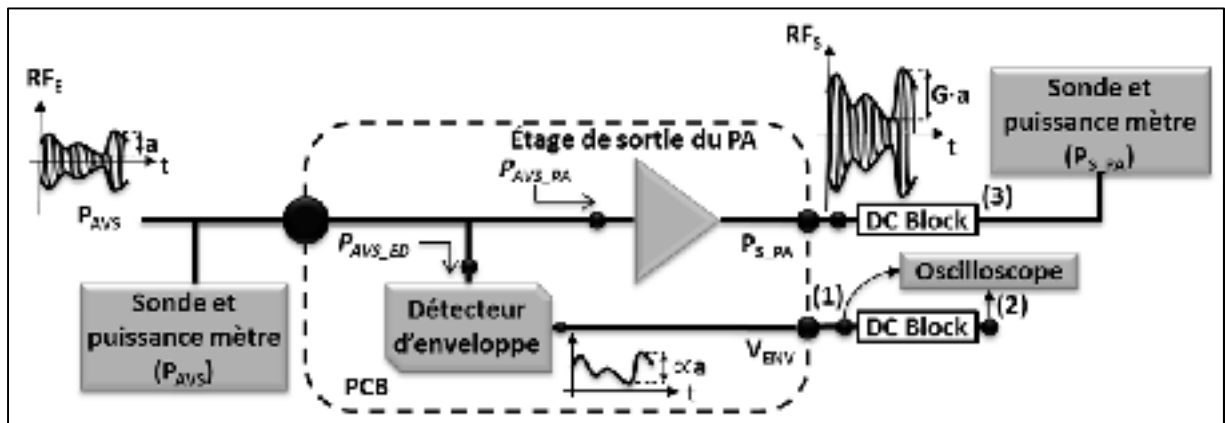 RF_E
a
t
P_AVS
Sonde et
puissance mètre
(P_AVS)
Étage de sortie du PA
P_AVS_PA
P_AVS_ED
Détecteur
d'enveloppe
PCB
∝a
t
V_ENV
P_S_PA
RF_S
G·a
t
DC Block
(3)
Sonde et
puissance mètre
(P_S_PA)
Oscilloscope
(1)
DC Block
(2)